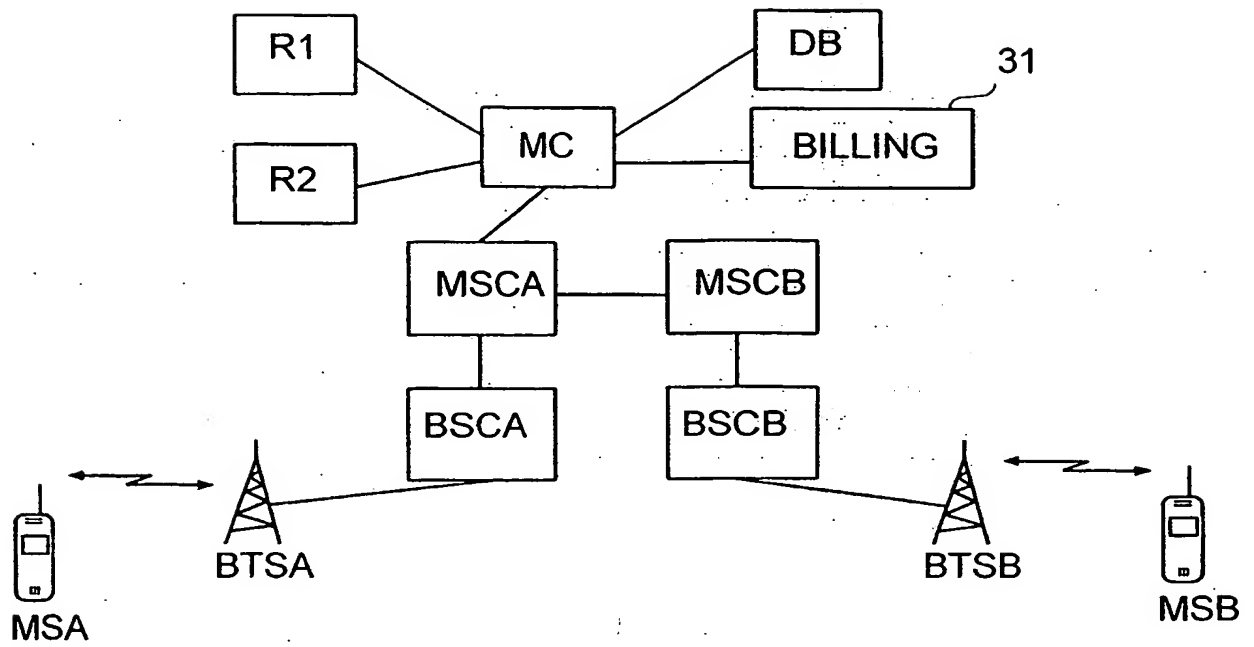 R1
DB
31
MC
BILLING
R2
MSCA
MSCB
BSCA
BSCB
BTSA
BTSB
MSA
MSB